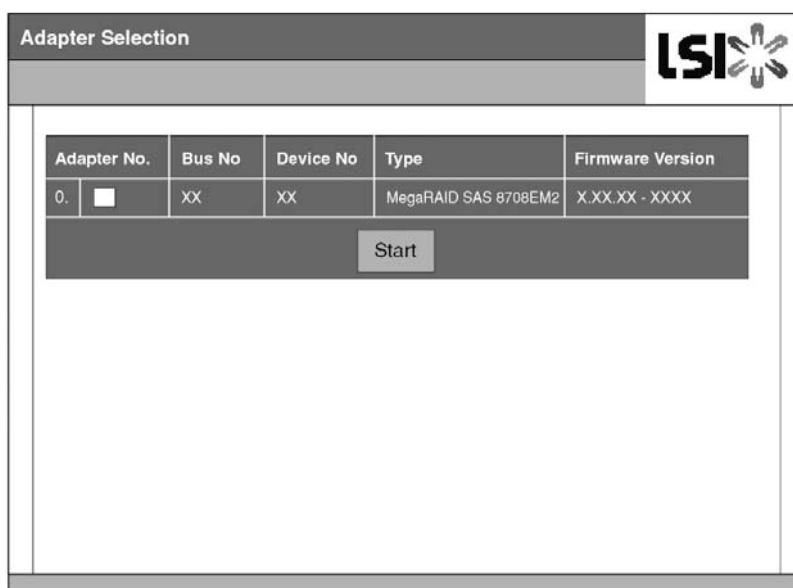 Adapter Selection
LSI
Adapter No. Bus No Device No Type Firmware Version
0. XX XX MegaRAID SAS 8708EM2 X.XX.XX - XXXX
Start